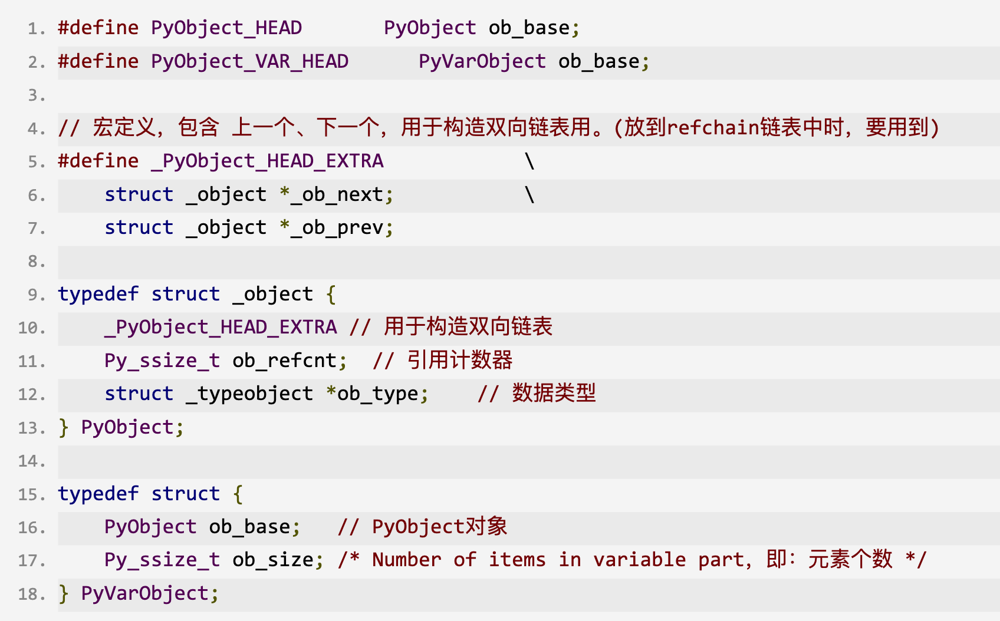 1. #define PyObject_HEAD       PyObject ob_base;
2. #define PyObject_VAR_HEAD      PyVarObject ob_base;
3.
4. // 宏定义，包含 上一个、下一个，用于构造双向链表用。(放到refchain链表中时，要用到)
5. #define _PyObject_HEAD_EXTRA            \
6.     struct _object *_ob_next;           \
7.     struct _object *_ob_prev;
8.
9. typedef struct _object {
10.     _PyObject_HEAD_EXTRA // 用于构造双向链表
11.     Py_ssize_t ob_refcnt;  // 引用计数器
12.     struct _typeobject *ob_type;    // 数据类型
13. } PyObject;
14.
15. typedef struct {
16.     PyObject ob_base;   // PyObject对象
17.     Py_ssize_t ob_size; /* Number of items in variable part，即：元素个数 */
18. } PyVarObject;